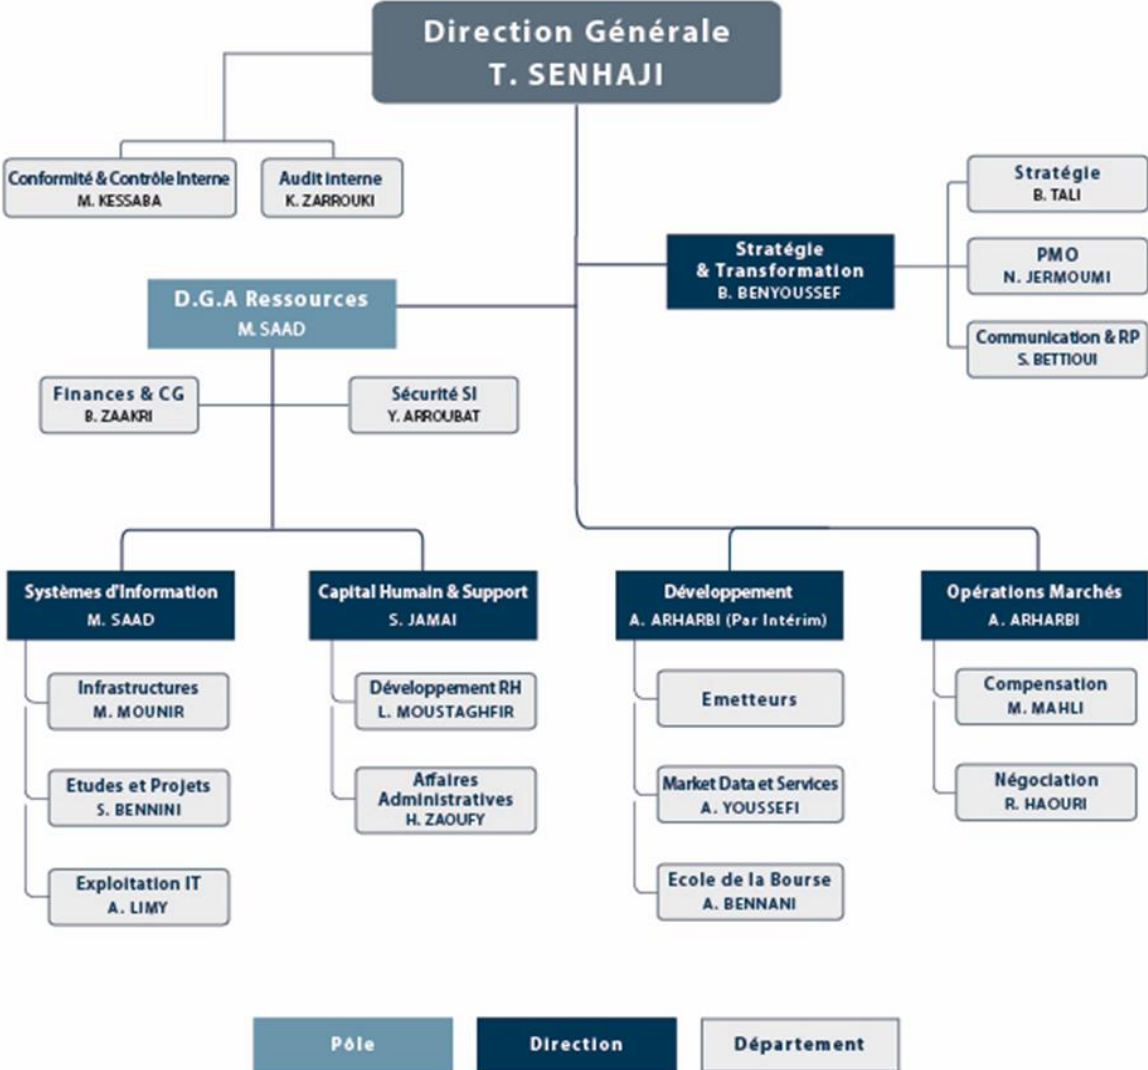 Direction Générale
T. SENHAJI
Conformité & Contrôle Interne
M. KESSABA
Audit interne
K. ZARROUKI
Stratégie
B. TALI
Stratégie
& Transformation
B. BENYOUSSEF
PMO
N. JERMOUMI
Communication & RP
S. BETTIOUI
D.G.A Ressources
M. SAAD
Finances & CG
B. ZAAKRI
Sécurité SI
Y. ARROUBAT
Systèmes d'Information
M. SAAD
Infrastructures
M. MOUNIR
Etudes et Projets
S. BENNINI
Exploitation IT
A. LIMY
Capital Humain & Support
S. JAMAI
Développement RH
L. MOUSTAGHFIR
Affaires
Administratives
H. ZAOUFY
Développement
A. ARHARBI (Par Intérim)
Emetteurs
Market Data et Services
A. YOUSSEFI
Ecole de la Bourse
A. BENNANI
Opérations Marchés
A. ARHARBI
Compensation
M. MAHLI
Négociation
R. HAOURI
Pôle
Direction
Département